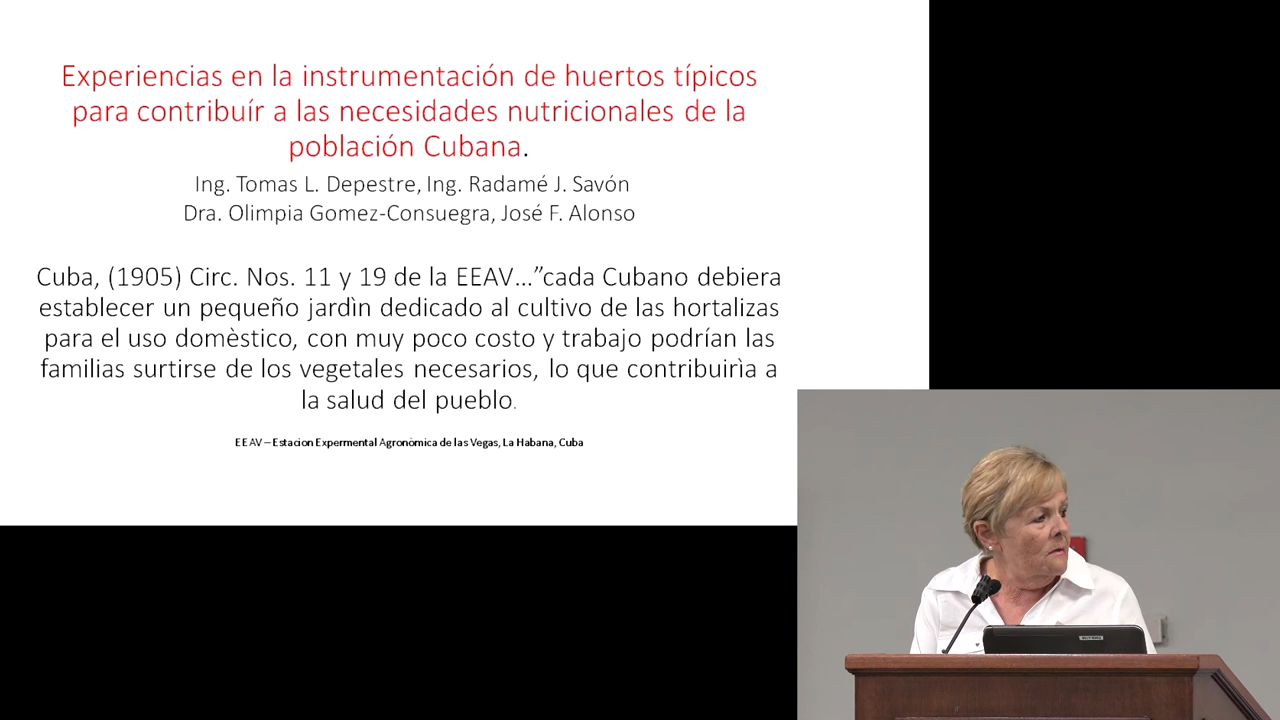 Experiencias en la instrumentación de huertos típicos
para contribuír a las necesidades nutricionales de la
población Cubana.
Ing. Tomas L. Depestre, Ing. Radamé J. Savón
Dra. Olimpia Gomez-Consuegra, José F. Alonso
Cuba, (1905) Circ. Nos. 11 y 19 de la EEAV...”cada Cubano debiera
establecer un pequeño jardìn dedicado al cultivo de las hortalizas
para el uso domèstico, con muy poco costo y trabajo podrían las
familias surtirse de los vegetales necesarios, lo que contribuirìa a
la salud del pueblo.
EEAV – Estacion Expermental Agronòmica de las Vegas, La Habana, Cuba